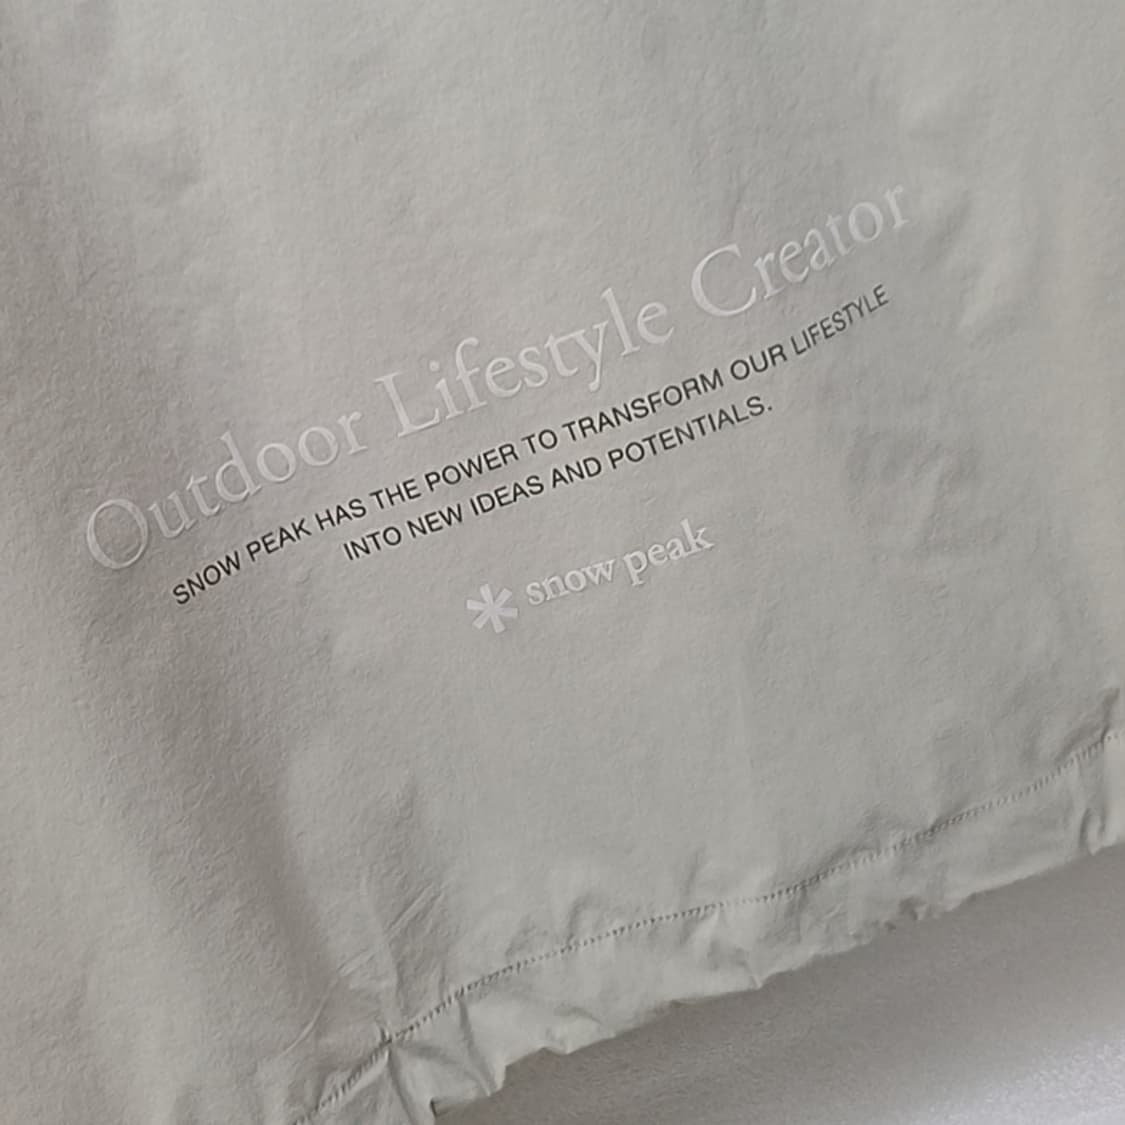 Outdoor Lifestyle Creator
SNOW PEAK HAS THE POWER TO TRANSFORM OUR LIFESTYLE
INTO NEW IDEAS AND POTENTIALS.
snow peak